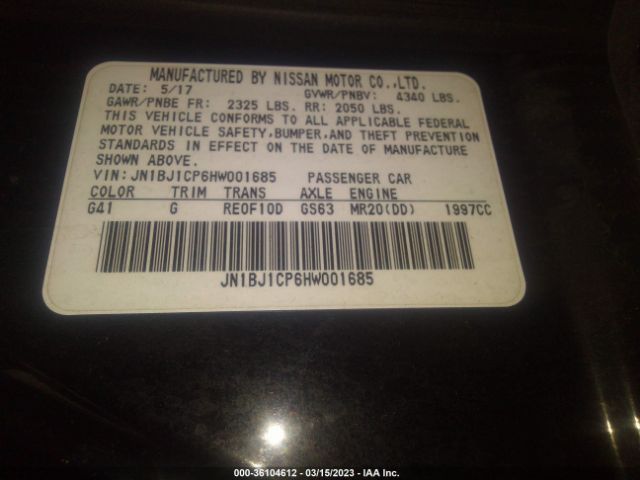 MANUFACTURED BY NISSAN MOTOR CO.,LTD.
DATE: 5/17 GVWR/PNBV: 4340 LBS.
GAWR/PNBE FR: 2325 LBS. RR: 2050 LBS.
THIS VEHICLE CONFORMS TO ALL APPLICABLE FEDERAL
MOTOR VEHICLE SAFETY,BUMPER,AND THEFT PREVENTION
STANDARDS IN EFFECT ON THE DATE OF MANUFACTURE
SHOWN ABOVE.
VIN:JN1BJ1CP6HW001685 PASSENGER CAR
COLOR TRIM TRANS AXLE ENGINE
G41 G REOF10D GS63 MR20(DD) 1997CC
JN1BJ1CP6HW001685
000-36104612 - 03/15/2023 - IAA Inc.